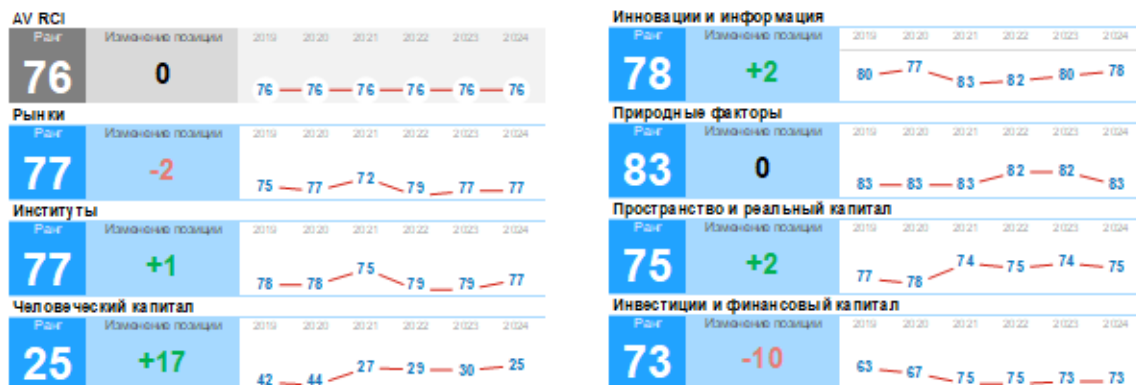 AV RCI
Ранг Изменение позиции 2019 2020 2021 2022 2023 2024
76 0 76 76 76 76 76 76
Рынки
Ранг Изменение позиции 2019 2020 2021 2022 2023 2024
77 -2 75 77 72 79 77 77
Институты
Ранг Изменение позиции 2019 2020 2021 2022 2023 2024
77 +1 78 78 75 79 79 77
Человеческий капитал
Ранг Изменение позиции 2019 2020 2021 2022 2023 2024
25 +17 42 44 27 29 30 25
Инновации и информация
Ранг Изменение позиции 2019 2020 2021 2022 2023 2024
78 +2 80 77 83 82 80 78
Природные факторы
Ранг Изменение позиции 2019 2020 2021 2022 2023 2024
83 0 83 83 83 82 82 83
Пространство и реальный капитал
Ранг Изменение позиции 2019 2020 2021 2022 2023 2024
75 +2 77 78 74 75 74 75
Инвестиции и финансовый капитал
Ранг Изменение позиции 2019 2020 2021 2022 2023 2024
73 -10 63 67 75 75 73 73